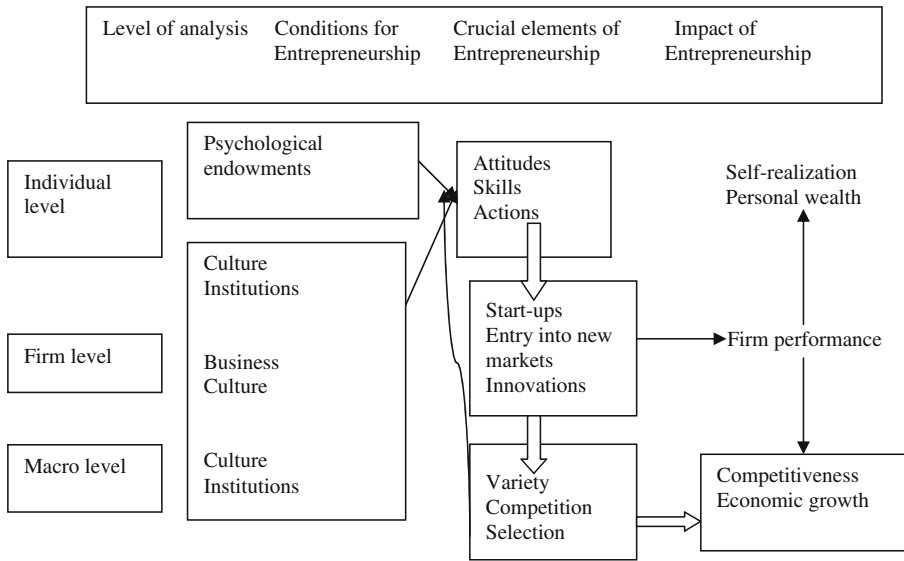 Level of analysis
Conditions for
Entrepreneurship
Crucial elements of
Entrepreneurship
Impact of
Entrepreneurship
Individual
level
Psychological
endowments
Attitudes
Skills
Actions
Self-realization
Personal wealth
Culture
Institutions
Firm level
Business
Culture
Start-ups
Entry into new
markets
Innovations
Firm performance
Macro level
Culture
Institutions
Variety
Competition
Selection
Competitiveness
Economic growth